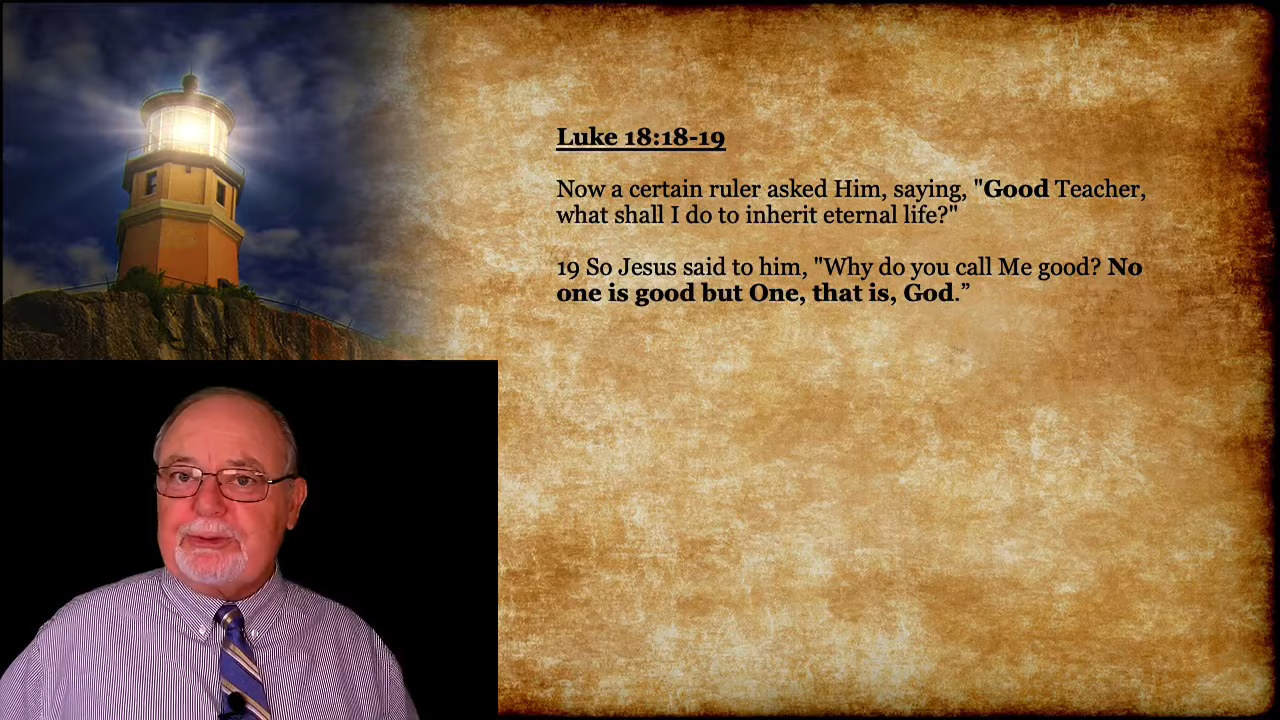 Luke 18:18-19
Now a certain ruler asked Him, saying, "Good Teacher,
what shall I do to inherit eternal life?"
19 So Jesus said to him, "Why do you call Me good? No
one is good but One, that is, God.”